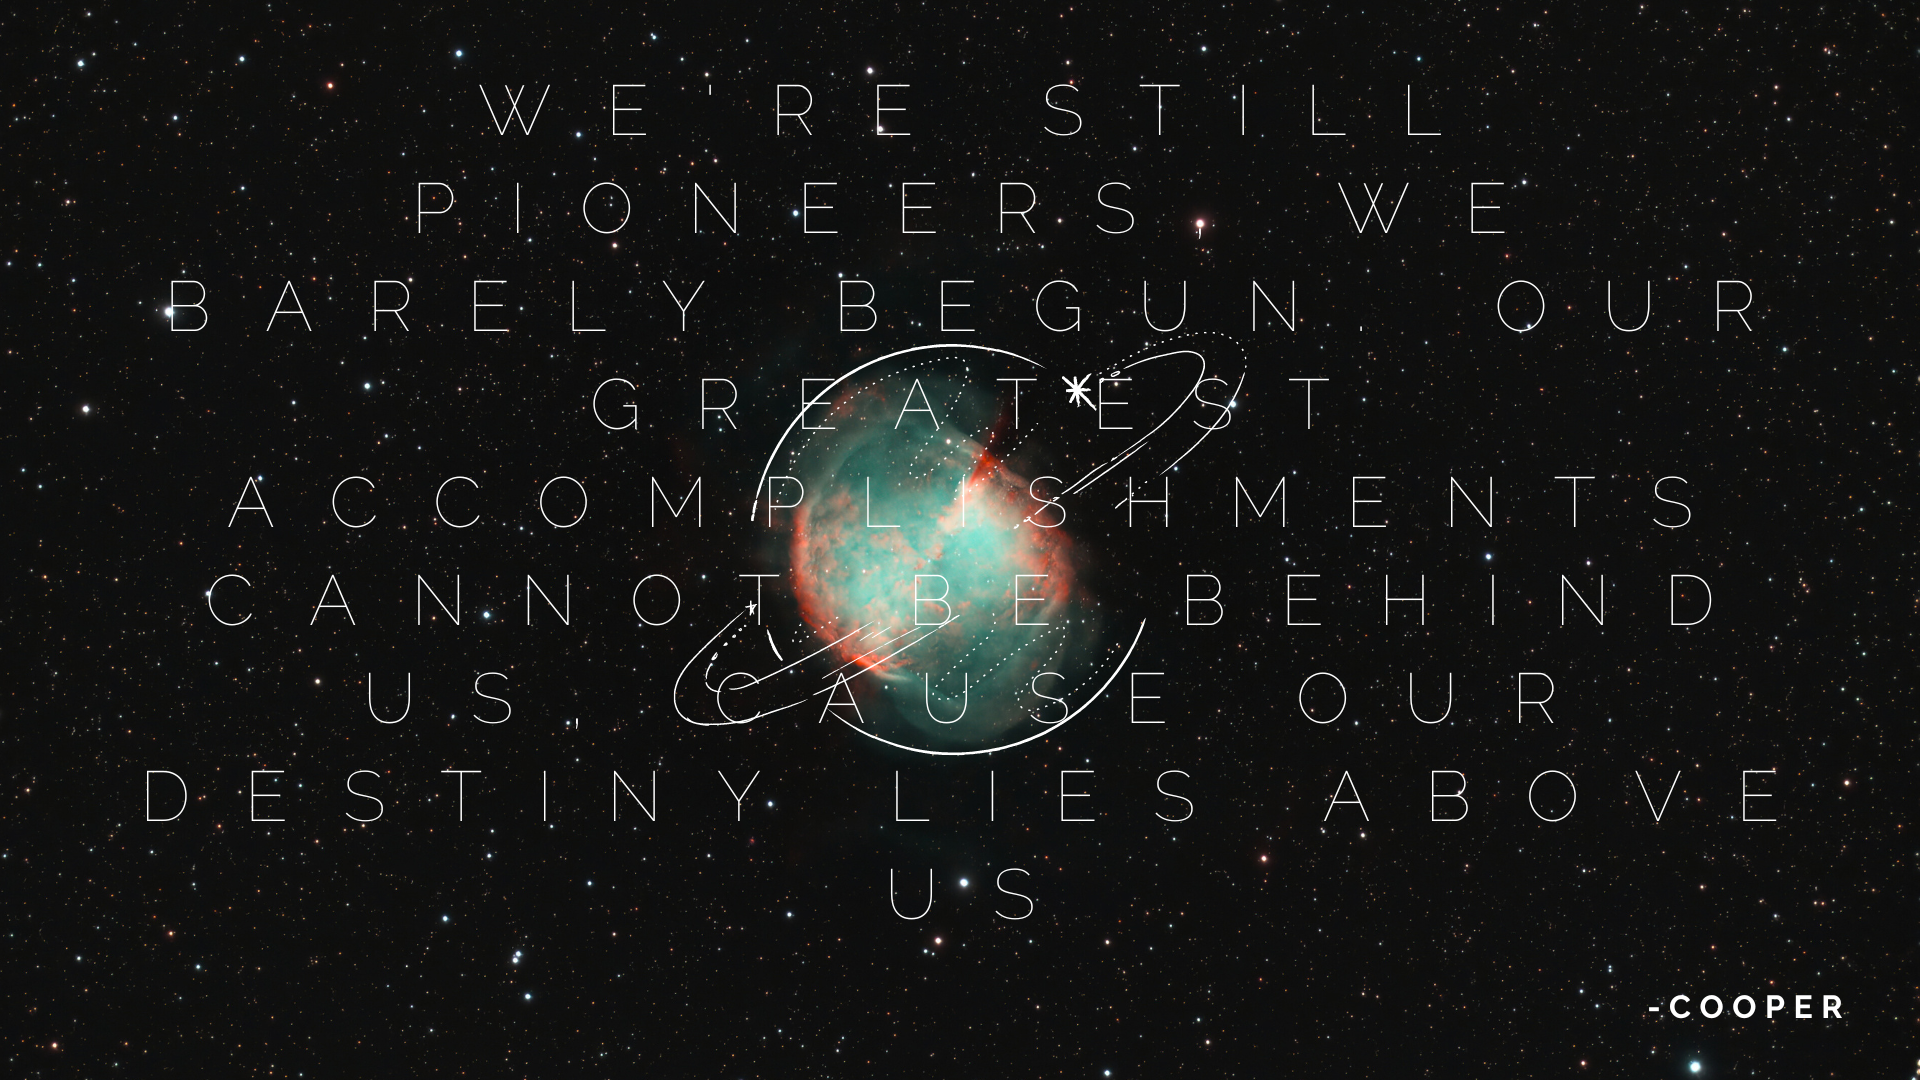 WE'RE STILL
PIONEERS, WE
BARELY BEGUN. OUR
GREATEST
ACCOMPLISHMENTS
CANNOT BE BEHIND
US, CAUSE OUR
DESTINY LIES ABOVE
US
-COOPER